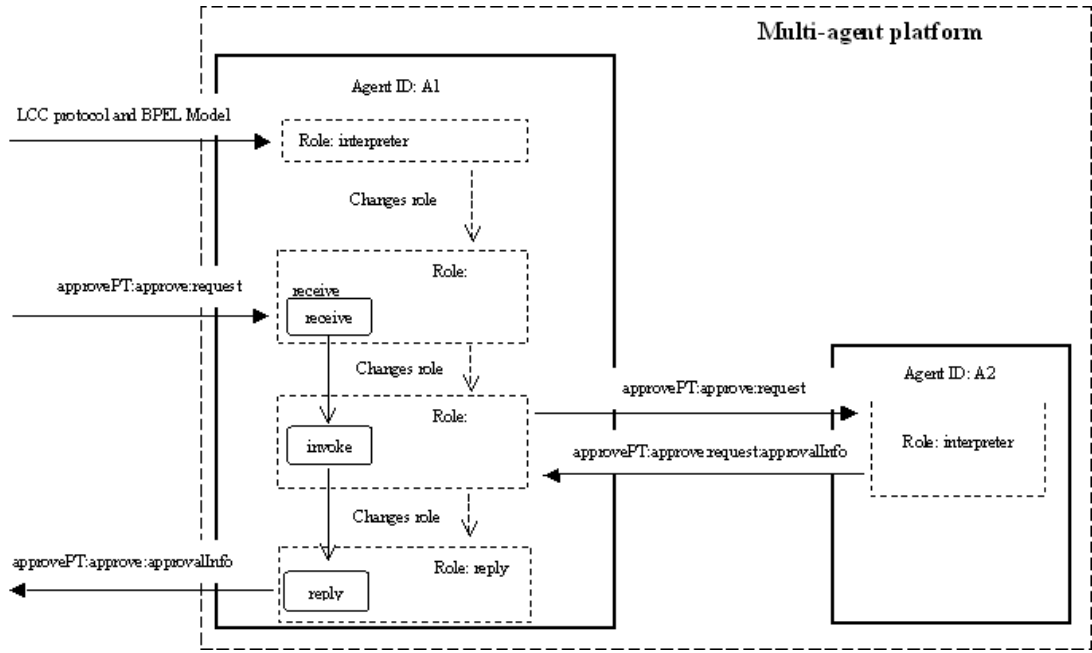 Multi-agent platform
Agent ID: A1
LCC protocol and BPEL Model
Role: interpreter
Changes role
Role:
approvePT:approve:request
receive
receive
Changes role
Agent ID: A2
approvePT:approve:request
Role:
invoke
approvePT:approve:request:approvalInfo
Role: interpreter
Changes role
approvePT:approve:approvalInfo
Role: reply
reply